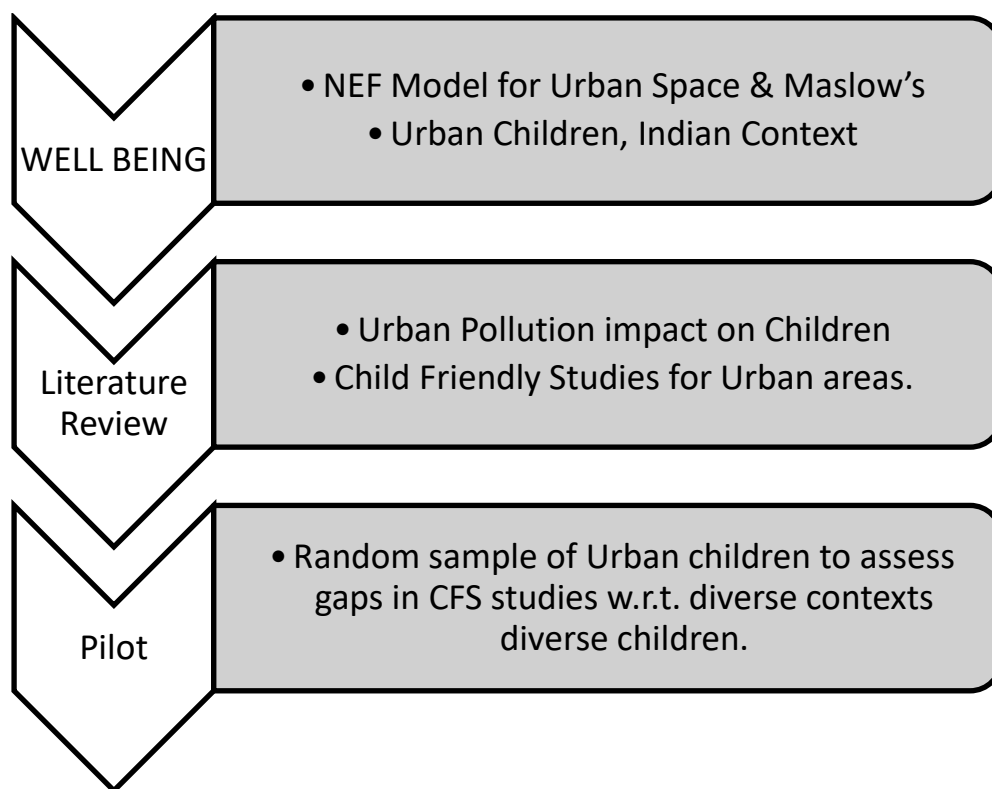 WELL BEING
• NEF Model for Urban Space & Maslow’s
• Urban Children, Indian Context
Literature
Review
• Urban Pollution impact on Children
• Child Friendly Studies for Urban areas.
Pilot
• Random sample of Urban children to assess
gaps in CFS studies w.r.t. diverse contexts
diverse children.